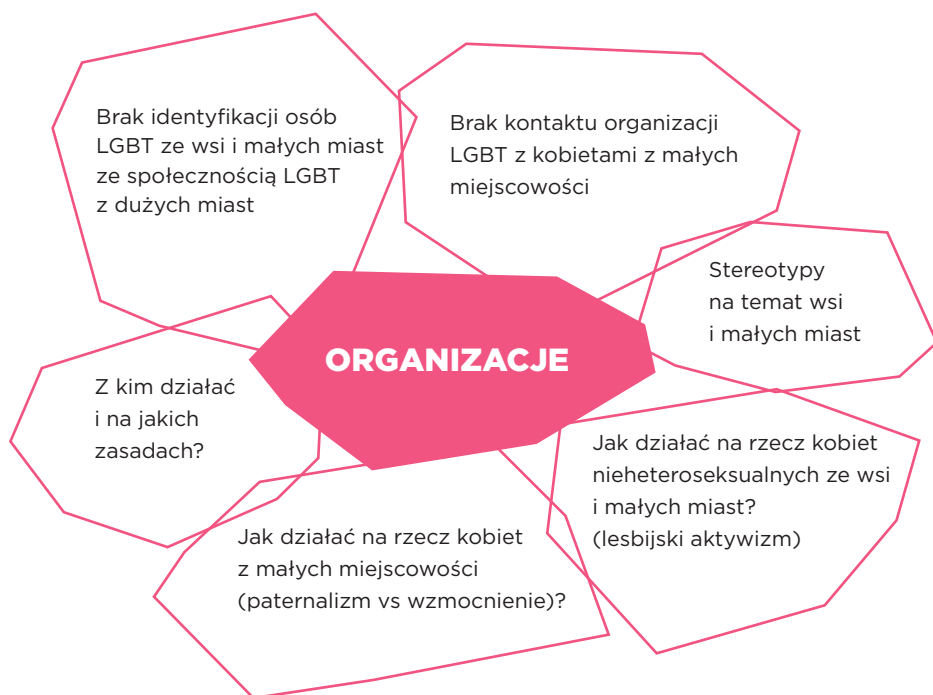 Brak identyfikacji osób
LGBT ze wsi i małych miast
ze społecznością LGBT
z dużych miast
Brak kontaktu organizacji
LGBT z kobietami z małych
miejscowości
Stereotypy
na temat wsi
i małych miast
ORGANIZACJE
Z kim działać
i na jakich
zasadach?
Jak działać na rzecz kobiet
nieheteroseksualnych ze wsi
i małych miast?
(lesbijski aktywizm)
Jak działać na rzecz kobiet
z małych miejscowości
(paternalizm vs wzmocnienie)?